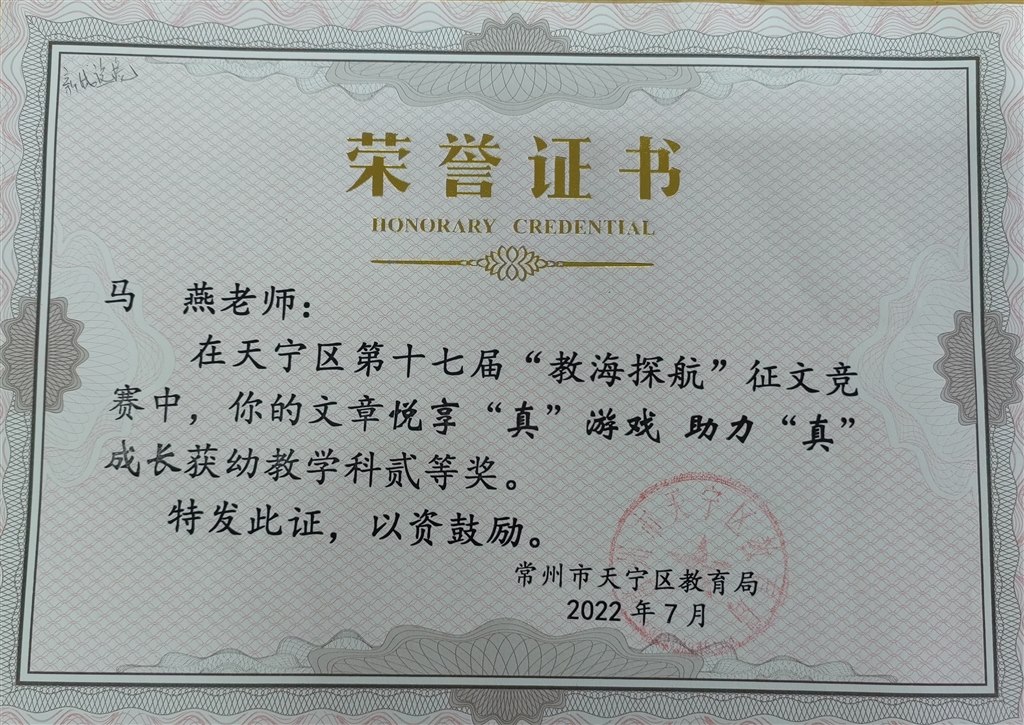 荣誉证书
HONORARY CREDENTIAL
马 燕老师：
在天宁区第十七届“教海探航”征文竞
赛中，你的文章悦享“真”游戏 助力“真”
成长获幼教学科贰等奖。
特发此证，以资鼓励。
常州市天宁区教育局
2022年7月